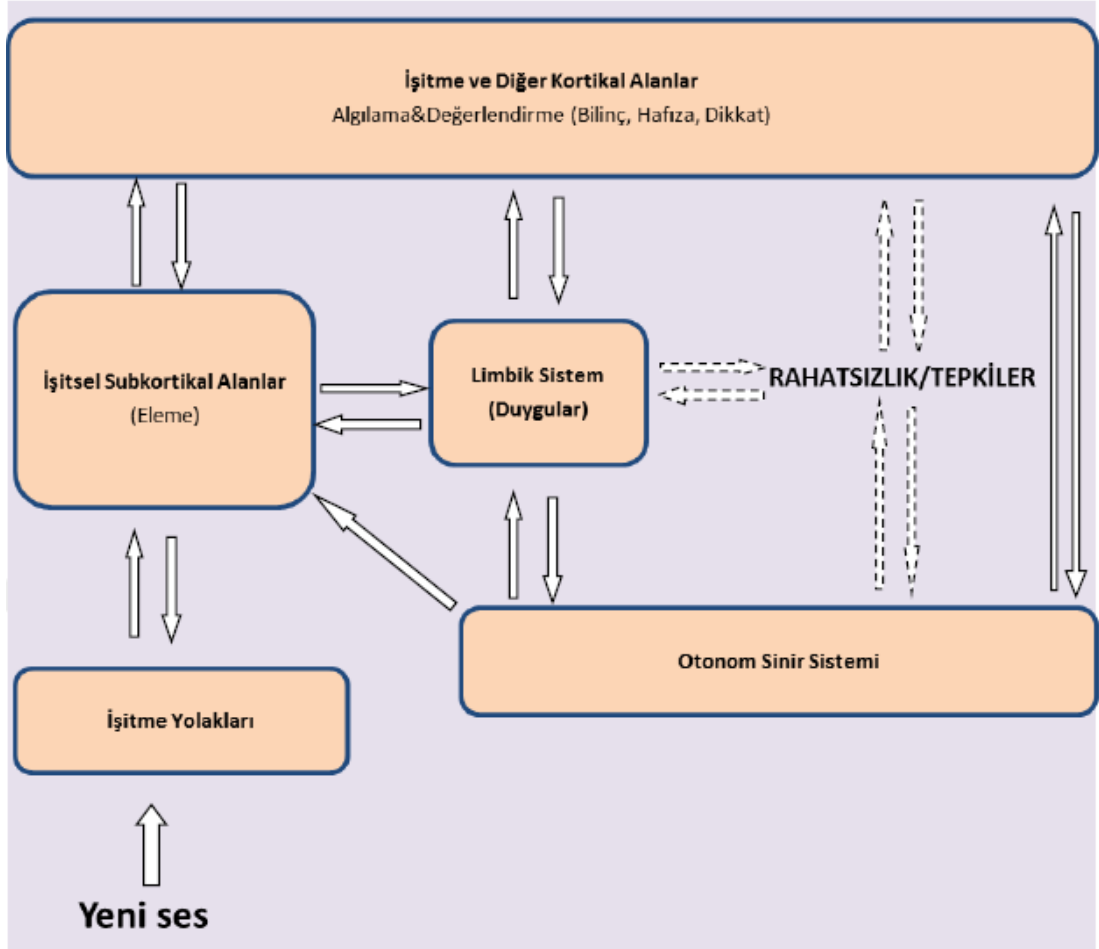 İşitme ve Diğer Kortikal Alanlar
Algılama&Değerlendirme (Bilinç, Hafıza, Dikkat)
İşitsel Subkortikal Alanlar
(Eleme)
Limbik Sistem
(Duygular)
RAHATSIZLIK/TEPKİLER
Otonom Sinir Sistemi
İşitme Yolakları
Yeni ses